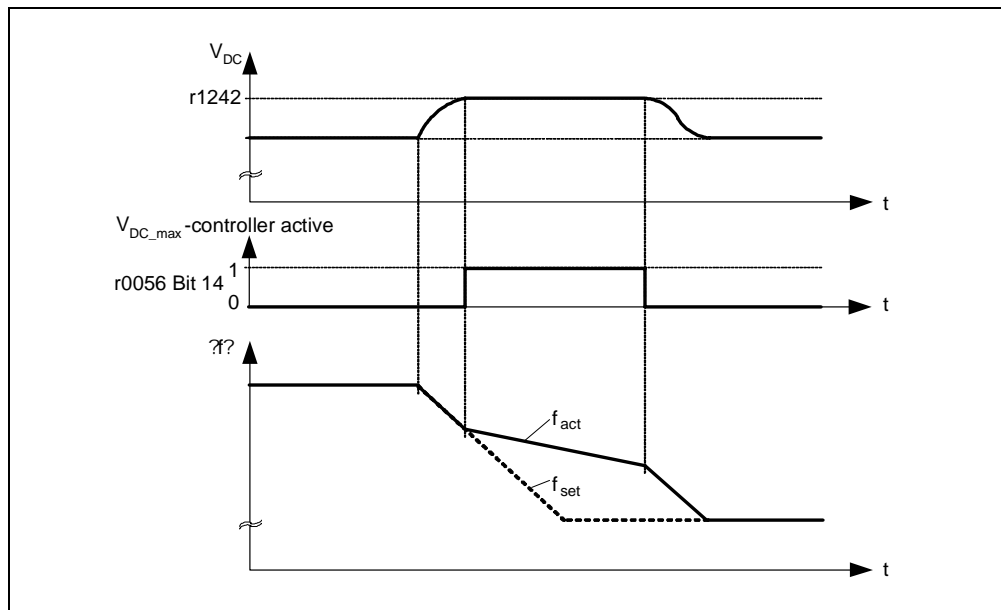 V_DC
r1242
t
V_DC_max -controller active
r0056 Bit 14
1
0
t
?f?
f_act
f_set
t